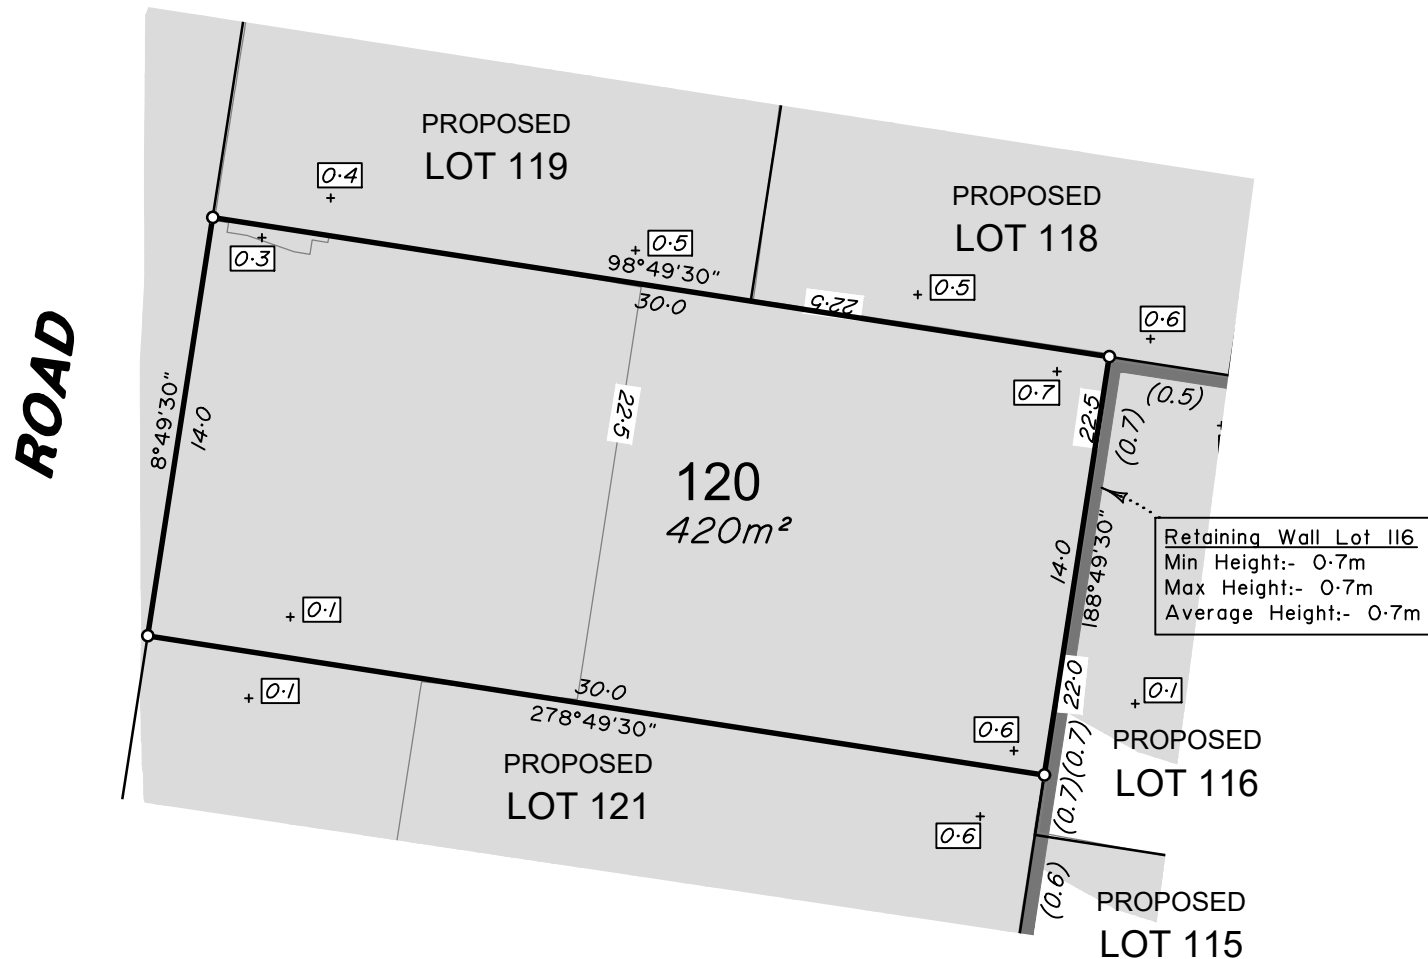 PROPOSED
LOT 119
0·4
PROPOSED
LOT 118
0·3
0·5
98°49'30"
30·0
22·5
0·5
0·6
ROAD
8°49'30"
14·0
22·5
0·7
22·5
(0.7)
(0.5)
120
420m²
14·0
188°49'30"
Retaining Wall Lot 116
Min Height:- 0·7m
Max Height:- 0·7m
Average Height:- 0·7m
0·1
0·1
30·0
278°49'30"
0·6
22·0
0·1
PROPOSED
LOT 116
(0.7)
(0.7)
PROPOSED
LOT 121
0·6
(0.6)
PROPOSED
LOT 115